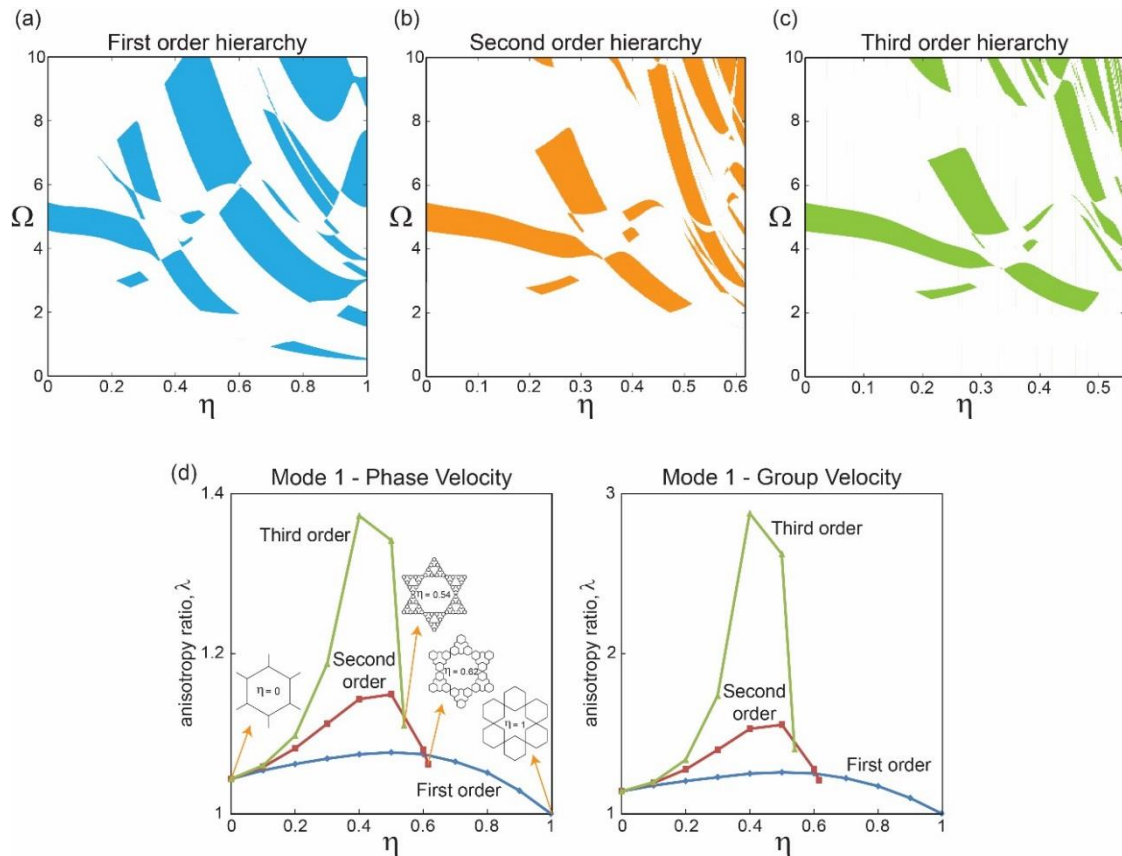 (a)
First order hierarchy
10
8
6
Ω
4
2
0
0
0.2
0.4
0.6
0.8
1
η
(b)
Second order hierarchy
10
8
6
Ω
4
2
0
0
0.1
0.2
0.3
0.4
0.5
0.6
η
(c)
Third order hierarchy
10
8
6
Ω
4
2
0
0
0.1
0.2
0.3
0.4
0.5
η
(d)
Mode 1 - Phase Velocity
1.4
1.2
1
anisotropy ratio, λ
Third order
Second
order
First order
η = 0
η = 0.54
η = 0.62
η = 1
0
0.2
0.4
0.6
0.8
1
η
Mode 1 - Group Velocity
3
2
1
anisotropy ratio, λ
Third order
Second
order
First order
0
0.2
0.4
0.6
0.8
1
η